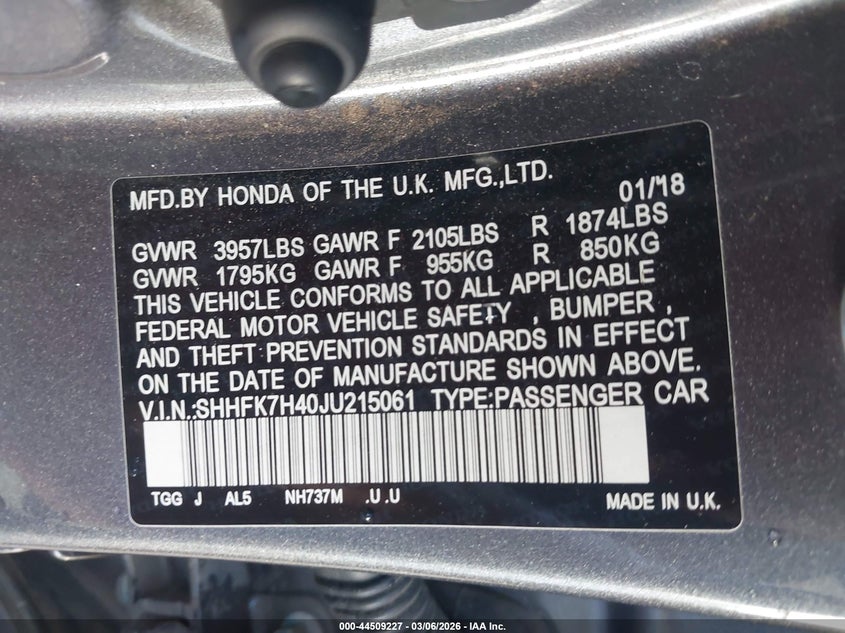 MFD.BY HONDA OF THE U.K. MFG.,LTD. 01/18
GVWR 3957LBS GAWR F 2105LBS R 1874LBS
GVWR 1795KG GAWR F 955KG R 850KG
THIS VEHICLE CONFORMS TO ALL APPLICABLE
FEDERAL MOTOR VEHICLE SAFETY , BUMPER ,
AND THEFT PREVENTION STANDARDS IN EFFECT
ON THE DATE OF MANUFACTURE SHOWN ABOVE.
V.I.N.:SHHFK7H40JU215061 TYPE:PASSENGER CAR
TGG J AL5 NH737M .U .U MADE IN U.K.
000-44509227 - 03/06/2026 - IAA Inc.